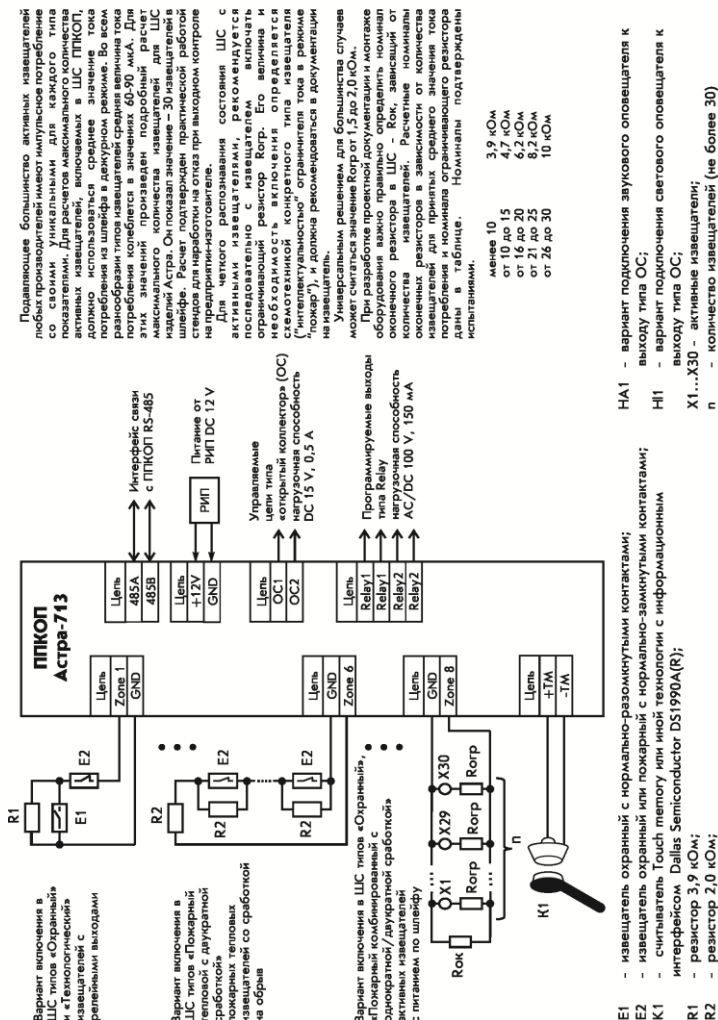 ППКОП
Астра-713
Вариант включения в
ШС типов «Охранный»
и «Технологический»
извещателей с
релейными выходами
R1
E1
E2
Цепь
Zone 1
GND
Вариант включения в
ШС типов «Пожарный
тепловой с двухкратной
сработкой»
пожарных тепловых
извещателей со сработкой
на обрыв
R2
R2
E2
R2
E2
Цепь
GND
Zone 6
Вариант включения в ШС типов «Охранный»,
«Пожарный комбинированный с
однократной/двухкратной сработкой»
активных извещателей
с питанием по шлейфу
Rок
X1
Rогр
X29
Rогр
X30
Rогр
n
Цепь
GND
Zone 8
K1
Цепь
+TM
-TM
Цепь
485A
485B
Интерфейс связи
с ППКОП RS-485
Цепь
+12V
GND
РИП
Питание от
РИП DC 12 V
Цепь
OC1
OC2
Управляемые
цепи типа
«открытый коллектор» (ОС)
нагрузочная способность
DC 15 V, 0,5 A
Цепь
Relay1
Relay1
Relay2
Relay2
Программируемые выходы
типа Relay
нагрузочная способность
AC/DC 100 V, 150 мА
Подавляющее большинство активных извещателей
любых производителей имеют импульсное потребление
со своими уникальными для каждого типа
показателями. Для расчетов максимального количества
активных извещателей, включаемых в ШС ППКОП,
должно использоваться среднее значение тока
потребления из шлейфа в дежурном режиме. Во всем
разнообразии типов извещателей средняя величина тока
потребления колеблется в значениях 60-90 мкА. Для
этих значений произведен подробный расчет
максимального количества извещателей для ШС
изделий Астра. Он показал значение – 30 извещателей в
шлейфе. Расчет подтвержден практической работой
стендов для наработки на отказ при выходном контроле
на предприятии-изготовителе.
Для четкого распознавания состояния ШС с
активными извещателями, рекомендуется
последовательно с извещателем включать
ограничивающий резистор Rогр. Его величина и
необходимость включения определяется
схемотехникой конкретного типа извещателя
("интеллектуальностью" ограничителя тока в режиме
"пожар"), и должна рекомендоваться в документации
на извещатель.
Универсальным решением для большинства случаев
может считаться значение Rогр от 1,5 до 2,0 кОм.
При разработке проектной документации и монтаже
оборудования важно правильно определить номинал
оконечного резистора в ШС - Rок, зависящий от
количества извещателей. Расчетные номиналы
оконечных резисторов в зависимости от количества
извещателей для принятых среднего значения тока
потребления и номинала ограничивающего резистора
даны в таблице. Номиналы подтверждены
испытаниями.
менее 10 3,9 кОм
от 10 до 15 4,7 кОм
от 16 до 20 6,2 кОм
от 21 до 25 8,2 кОм
от 26 до 30 10 кОм
E1 - извещатель охранный с нормально-разомкнутыми контактами;
E2 - извещатель охранный или пожарный с нормально-замкнутыми контактами;
K1 - считыватель Touch memory или иной технологии с информационным
интерфейсом Dallas Semiconductor DS1990A(R);
R1 - резистор 3,9 кОм;
R2 - резистор 2,0 кОм;
HA1 - вариант подключения звукового оповещателя к
выходу типа ОС;
HI1 - вариант подключения светового оповещателя к
выходу типа ОС;
X1...X30 - активные извещатели;
n - количество извещателей (не более 30)